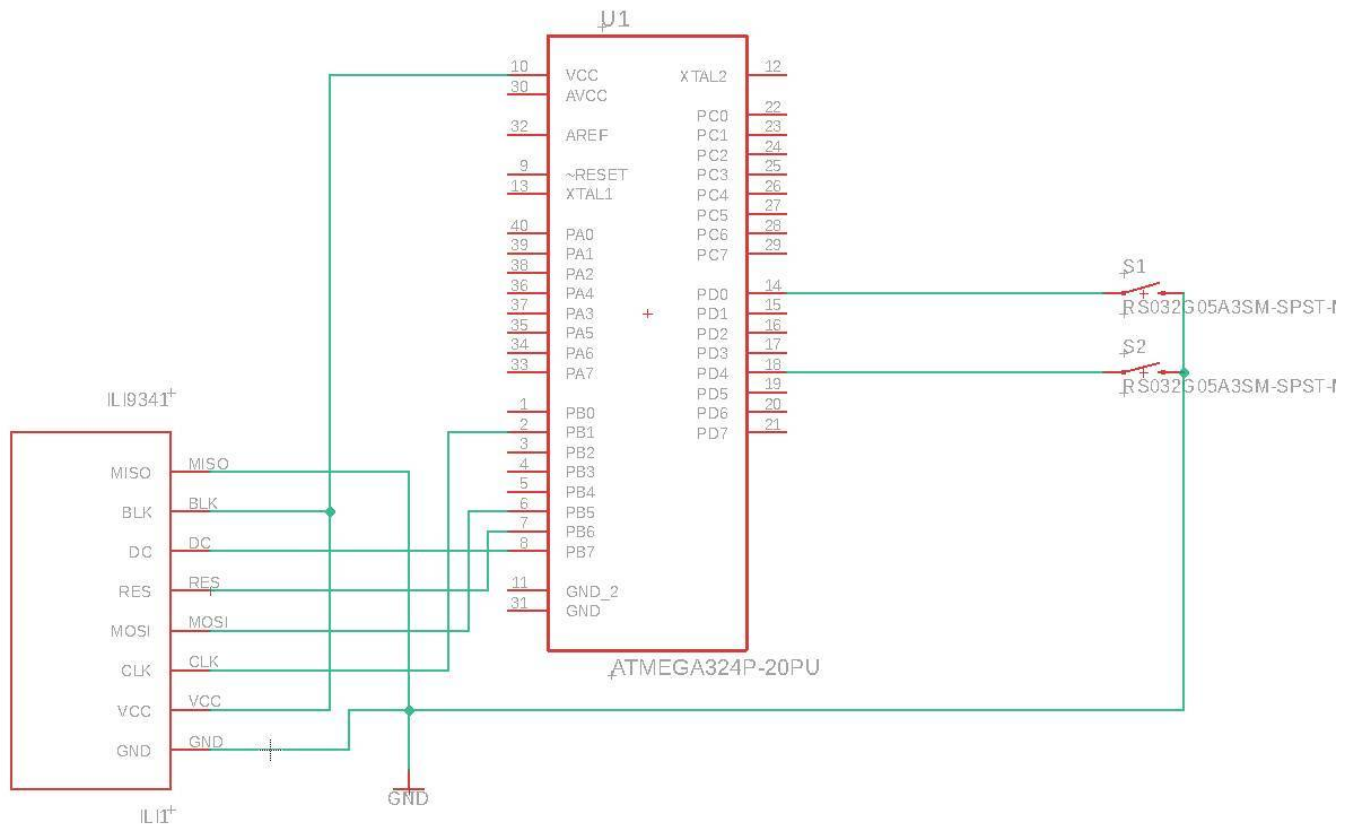 U1
10 VCC
30 AVCC
32 AREF
9 ~RESET
13 XTAL1
40 PA0
39 PA1
38 PA2
36 PA4
37 PA3
35 PA5
34 PA6
33 PA7
1 PB0
2 PB1
3 PB2
4 PB3
5 PB4
6 PB5
7 PB6
8 PB7
11 GND_2
31 GND
XTAL2 12
PC0 22
PC1 23
PC2 24
PC3 25
PC4 26
PC5 27
PC6 28
PC7 29
PD0 14
PD1 15
PD2 16
PD3 17
PD4 18
PD5 19
PD6 20
PD7 21
ATMEGA324P-20PU
S1
RS032G05A3SM-SPST-
S2
RS032G05A3SM-SPST-
ILI9341
MISO MISO
BLK BLK
DC DC
RES RES
MOSI MOSI
CLK CLK
VCC VCC
GND GND
ILI1
GND